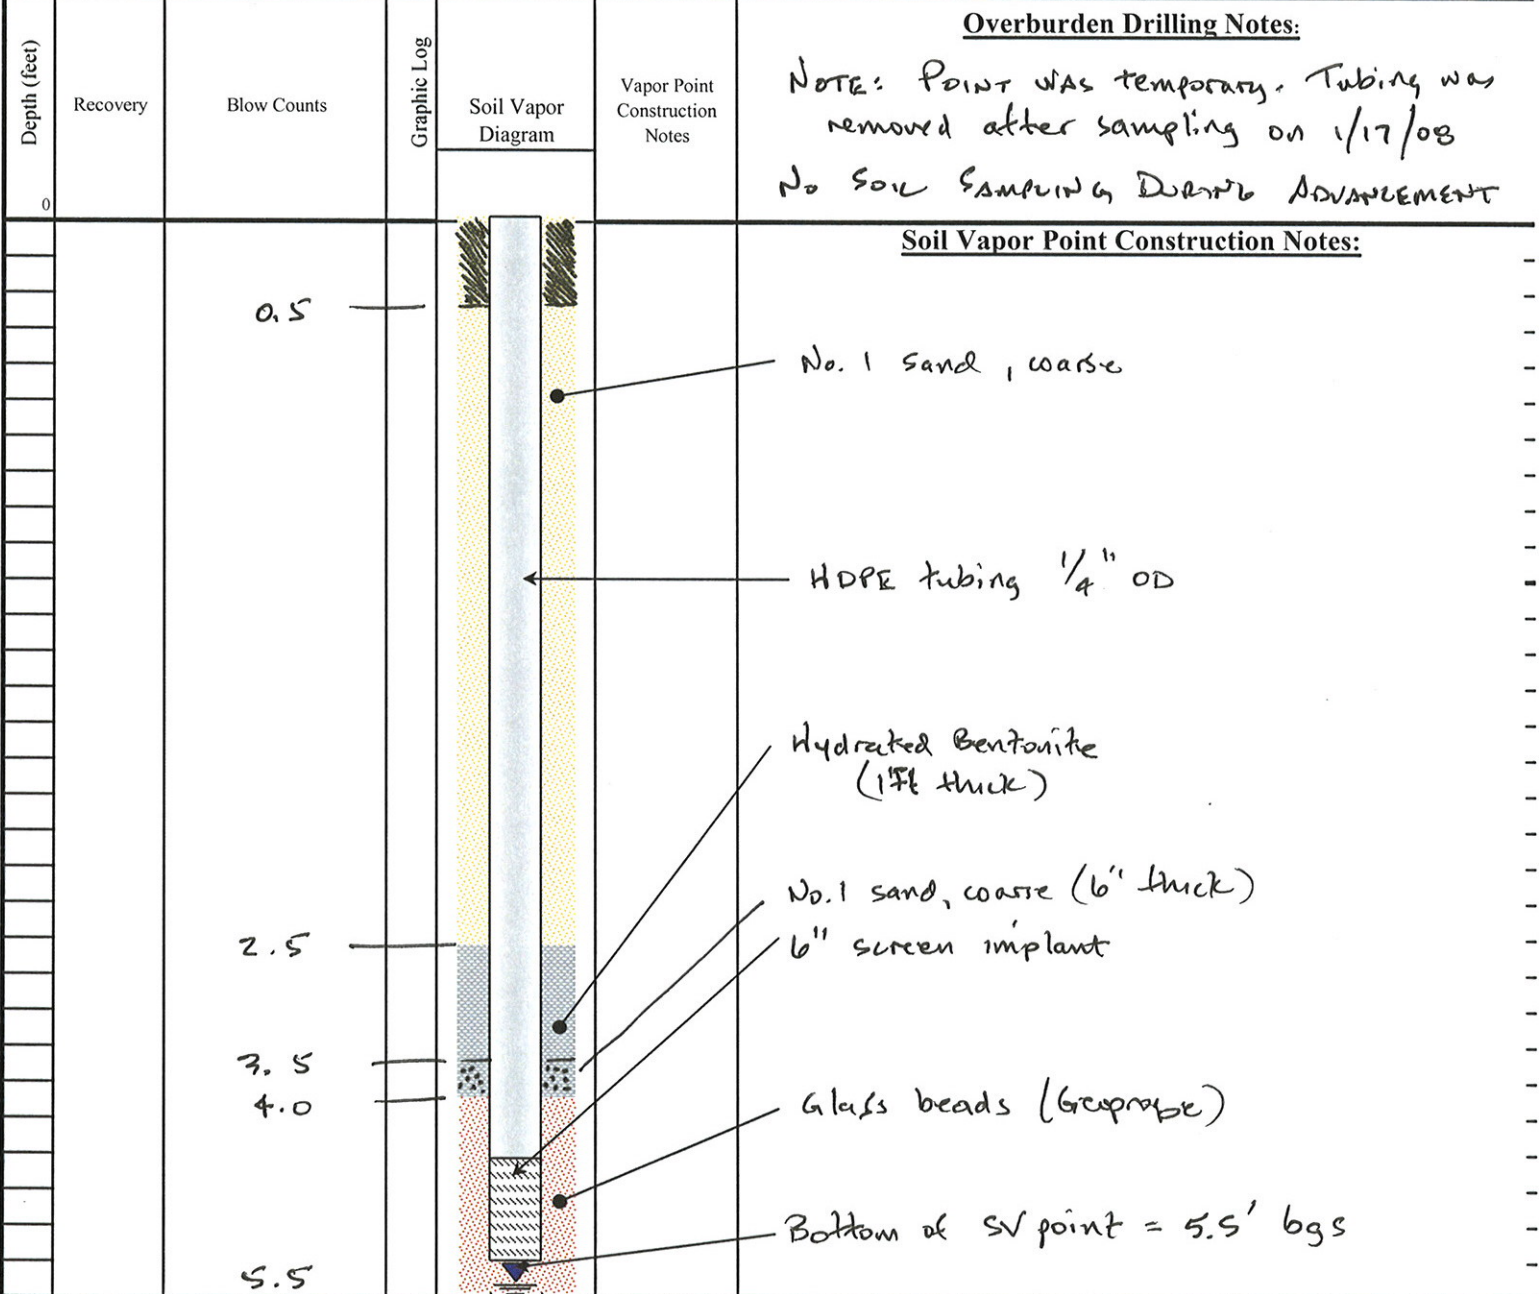 Depth (feet)
Recovery
Blow Counts
Graphic Log
Soil Vapor
Diagram
Vapor Point
Construction
Notes
Overburden Drilling Notes:
NOTE: POINT WAS temporary. Tubing was
removed after sampling on 1/17/08
No SOIL SAMPLING DURING ADVANCEMENT
0
Soil Vapor Point Construction Notes:
0.5
No. 1 sand, coarse
HDPE tubing 1/4" OD
Hydrated Bentonite
(1'Ft thick)
No. 1 sand, coarse (6" thick)
2.5
6" screen implant
3.5
4.0
Glass beads (Geoprobe)
Bottom of SV point = 5.5' bgs
5.5